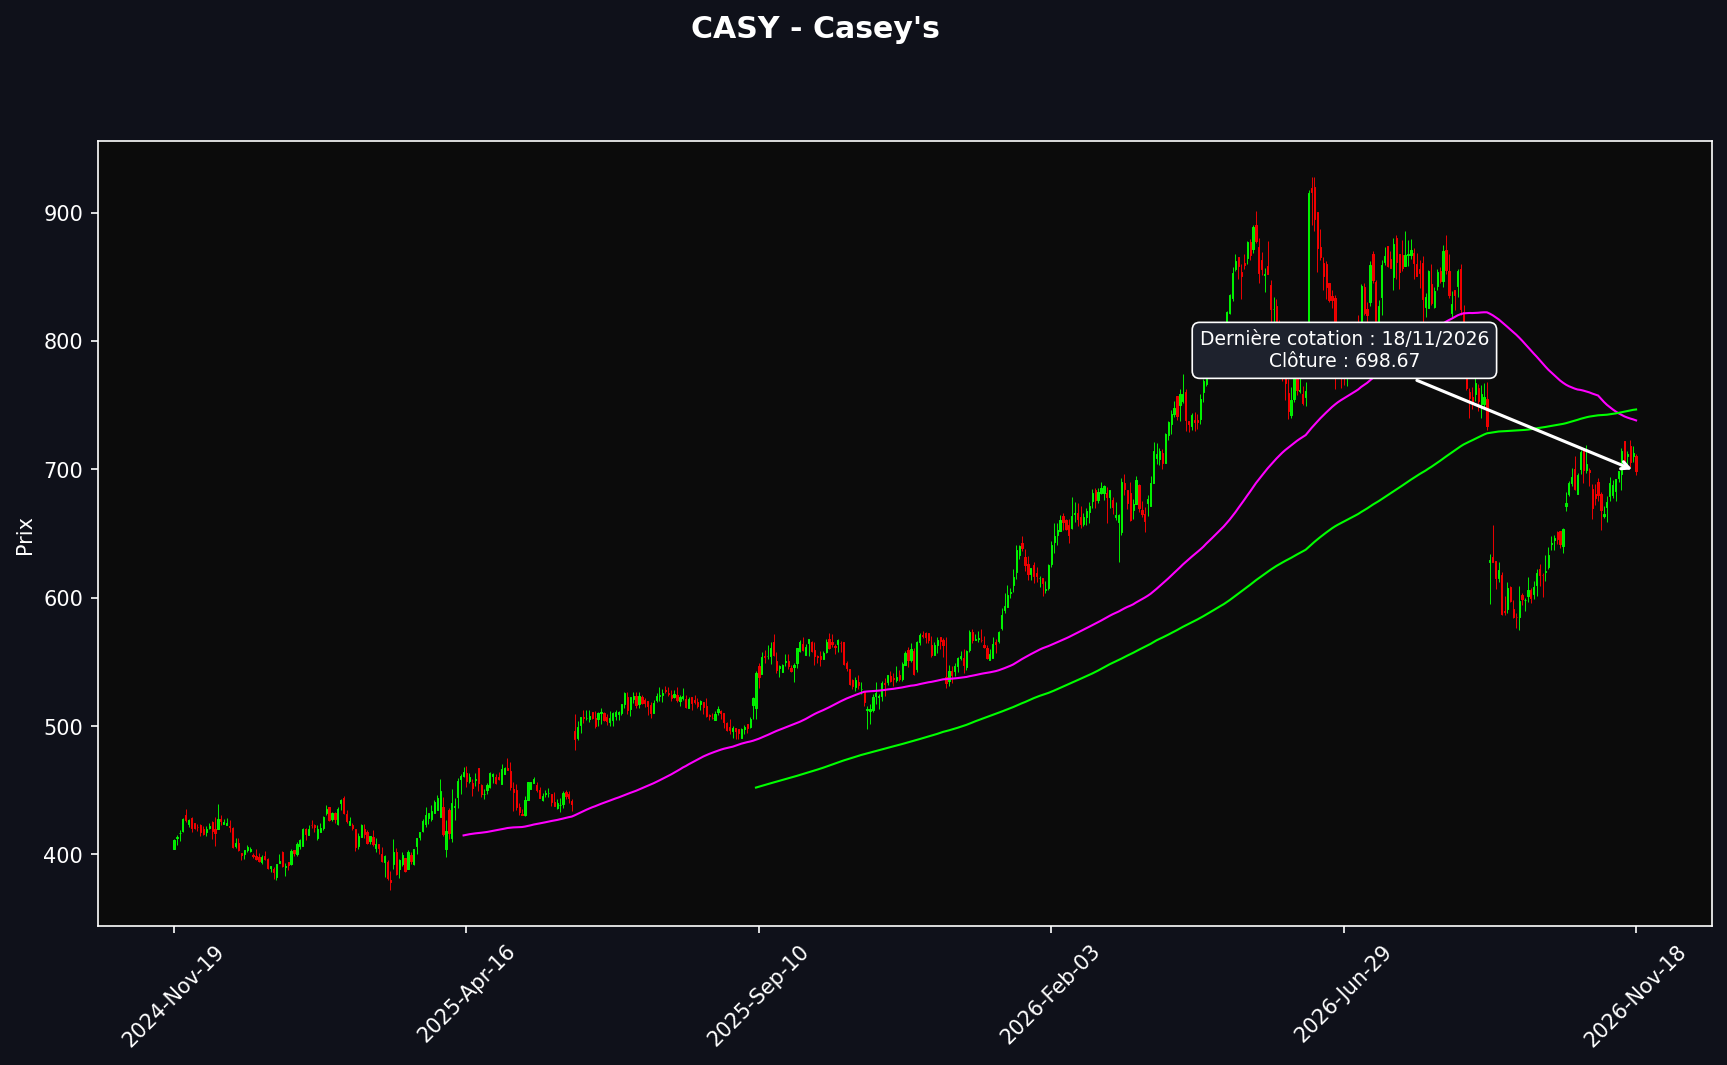 CASY - Casey's
900
800
700
600
500
400
Prix
Dernière cotation : 18/11/2026
Clôture : 698.67
2024-Nov-19
2025-Apr-16
2025-Sep-10
2026-Feb-03
2026-Jun-29
2026-Nov-18